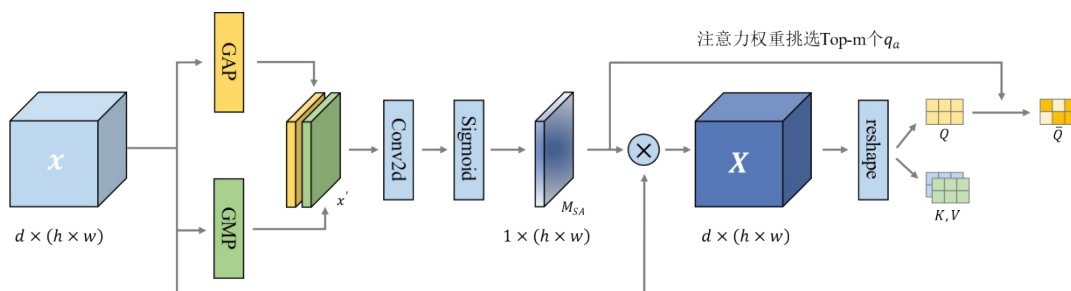 注意力权重挑选Top-m个qₐ
GAP
x
d × (h × w)
GMP
x′
Conv2d
Sigmoid
M_SA
1 × (h × w)
×
X
d × (h × w)
reshape
Q
Q̄
K, V